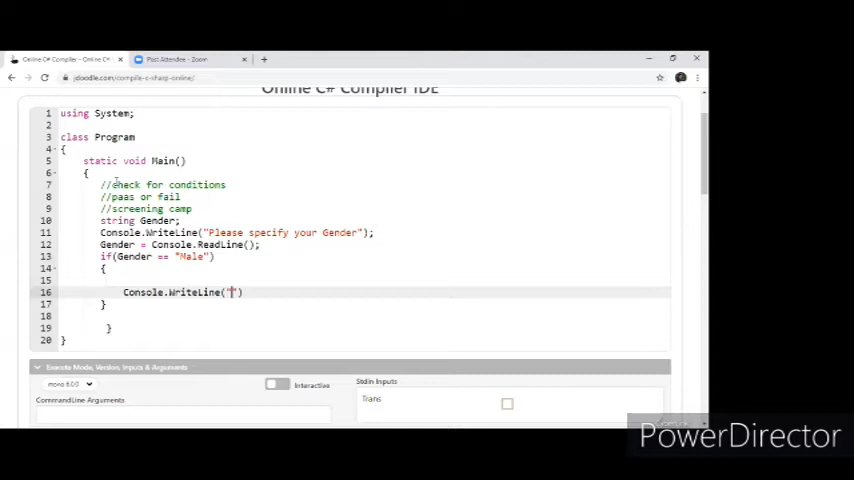 Online C# Compiler - Online C#
Post Attendee - Zoom
jdoodle.com/compile-c-sharp-online/
Online C# Compiler IDE
1 using System;
2
3 class Program
4 {
5 static void Main()
6 {
7 //check for conditions
8 //paas or fail
9 //screening camp
10 string Gender;
11 Console.WriteLine("Please specify your Gender");
12 Gender = Console.ReadLine();
13 if(Gender == "Male")
14 {
15
16 Console.WriteLine("")
17 }
18
19 }
20 }
Execute Mode, Version, Inputs & Arguments
mono 6.0.0
Interactive
Stdin Inputs
CommandLine Arguments
Trans
PowerDirector